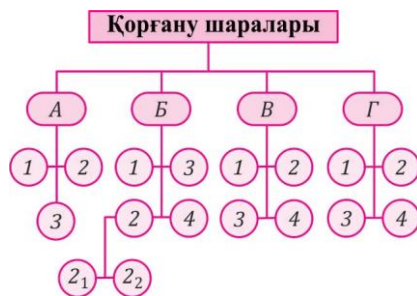 Қорғану шаралары
А Б В Г
1 2 1 3 1 2 1 2
3 2 4 3 4 3 4
2₁ 2₂